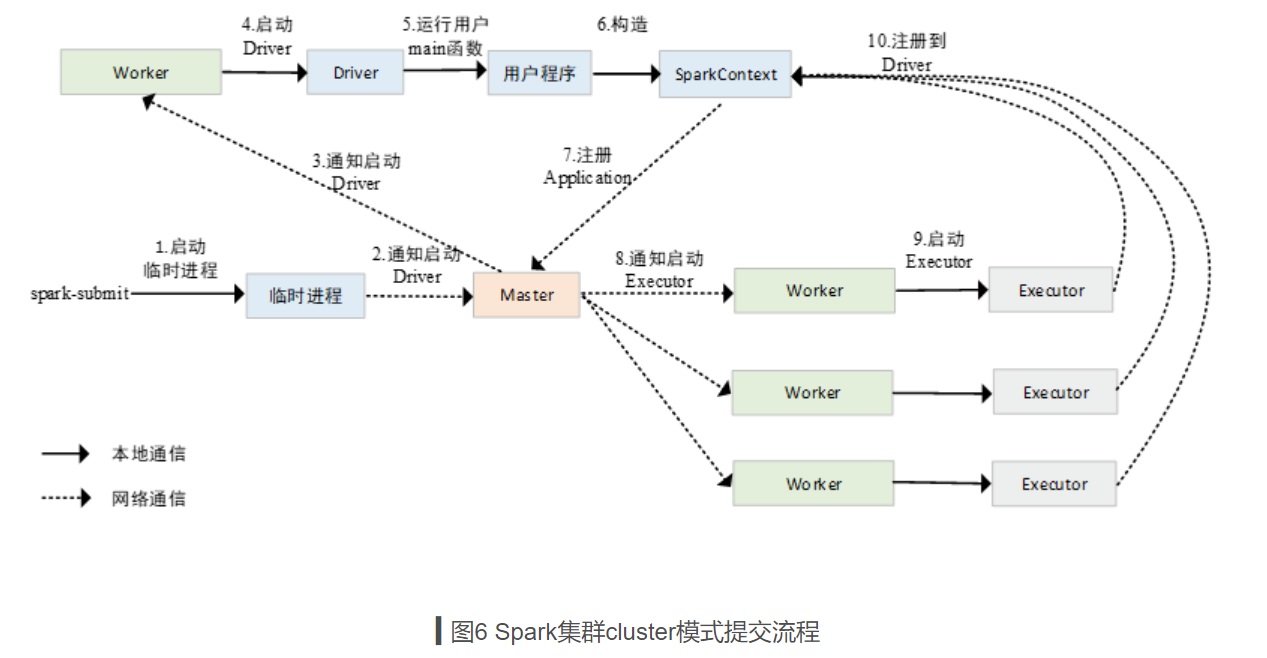 4.启动
Driver
5.运行用户
main函数
6.构造
10.注册到
Driver
Worker
Driver
用户程序
SparkContext
3.通知启动
Driver
7.注册
Application
1.启动
临时进程
2.通知启动
Driver
8.通知启动
Executor
9.启动
Executor
spark-submit
临时进程
Master
Worker
Executor
Worker
Executor
本地通信
Worker
Executor
网络通信
图6 Spark集群cluster模式提交流程